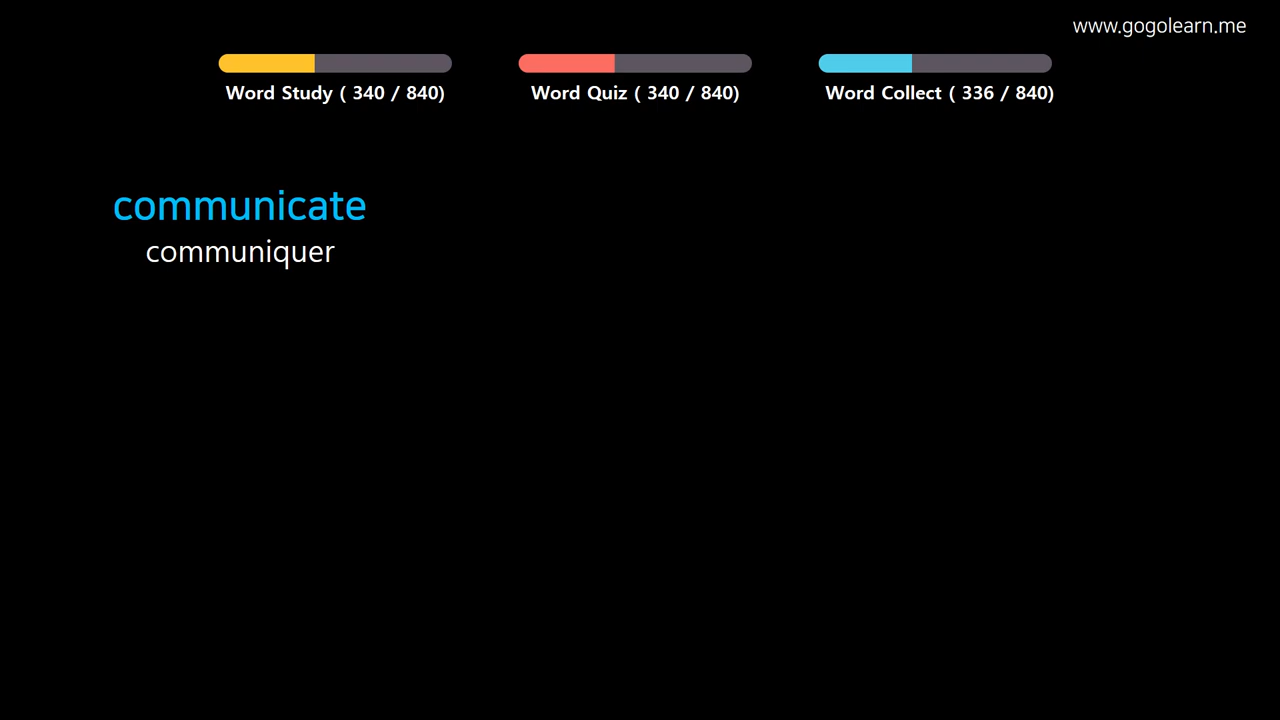 www.gogolearn.me
Word Study ( 340 / 840)
Word Quiz ( 340 / 840)
Word Collect ( 336 / 840)
communicate
communiquer